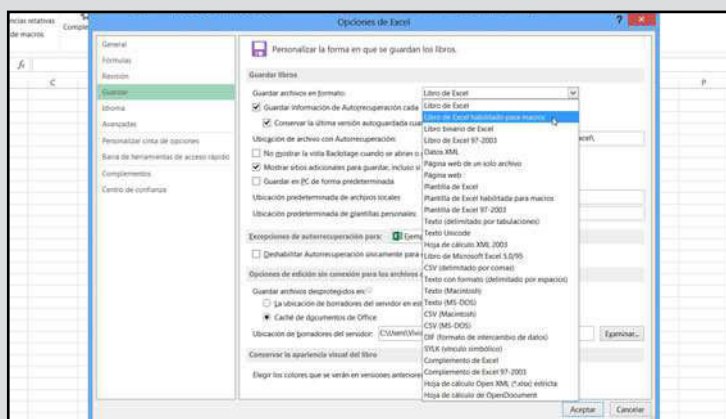 ncias relativas
de macros
Comple
Opciones de Excel
?
fx
C
P
General
Fórmulas
Revisión
Guardar
Idioma
Avanzadas
Personalizar cinta de opciones
Barra de herramientas de acceso rápido
Complementos
Centro de confianza
Personalizar la forma en que se guardan los libros.
Guardar libros
Guardar archivos en formato: Libro de Excel
Guardar información de Autorrecuperación cada
Conservar la última versión autoguardada cua
Ubicación de archivo con Autorrecuperación:
No mostrar la vista Backstage cuando se abren o
Mostrar sitios adicionales para guardar, incluso si
Guardar en PC de forma predeterminada
Ubicación predeterminada de archivos locales:
Ubicación predeterminada de plantillas personales:
Excepciones de autorrecuperación para: Ejemp
Deshabilitar Autorrecuperación únicamente para
Opciones de edición sin conexión para los archivos
Guardar archivos desprotegidos en:
La ubicación de borradores del servidor en est
Caché de documentos de Office
Ubicación de borradores del servidor: Examinar...
Conservar la apariencia visual del libro
Elegir los colores que se verán en versiones anteriores
Libro de Excel
Libro de Excel habilitado para macros
Libro binario de Excel
Libro de Excel 97-2003
Datos XML
Página web de un solo archivo
Página web
Plantilla de Excel
Plantilla de Excel habilitada para macros
Plantilla de Excel 97-2003
Texto (delimitado por tabulaciones)
Texto Unicode
Hoja de cálculo XML 2003
Libro de Microsoft Excel 5.0/95
CSV (delimitado por comas)
Texto con formato (delimitado por espacios)
Texto (Macintosh)
Texto (MS-DOS)
CSV (Macintosh)
CSV (MS-DOS)
DIF (formato de intercambio de datos)
SYLK (vínculo simbólico)
Complemento de Excel
Complemento de Excel 97-2003
Hoja de cálculo Open XML (*.xlsx) estricta
Hoja de cálculo de OpenDocument
Aceptar
Cancelar